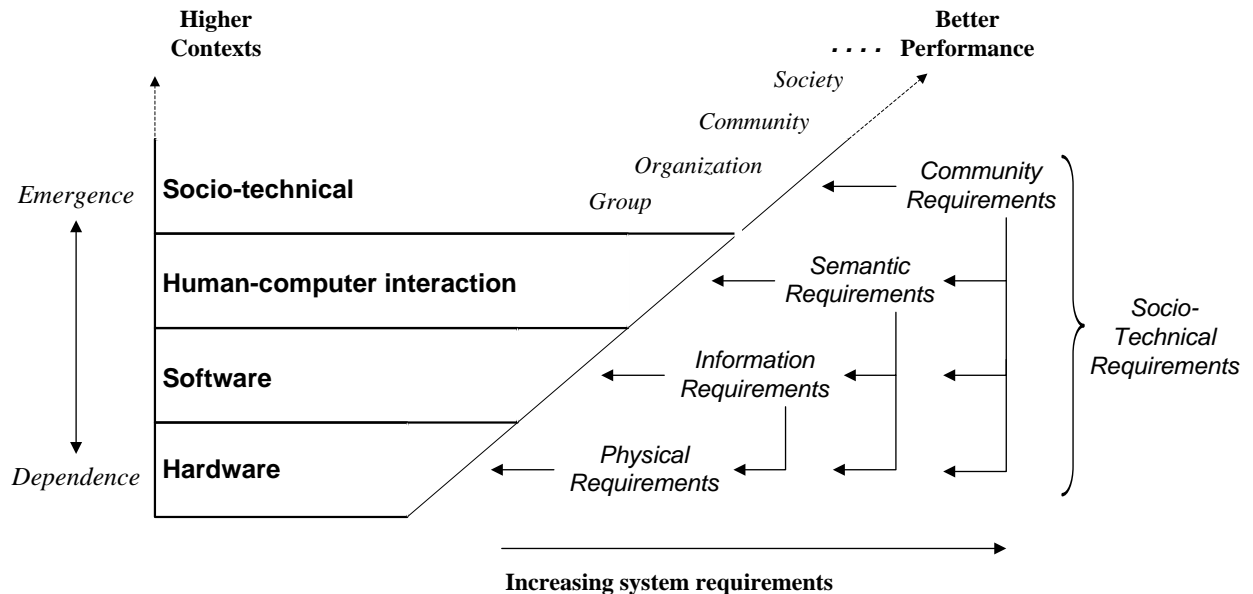 Higher
Contexts
. . . .
Better
Performance
Society
Community
Organization
Group
Emergence
Socio-technical
Community
Requirements
Human-computer interaction
Semantic
Requirements
Socio-
Technical
Requirements
Software
Information
Requirements
Dependence
Hardware
Physical
Requirements
Increasing system requirements